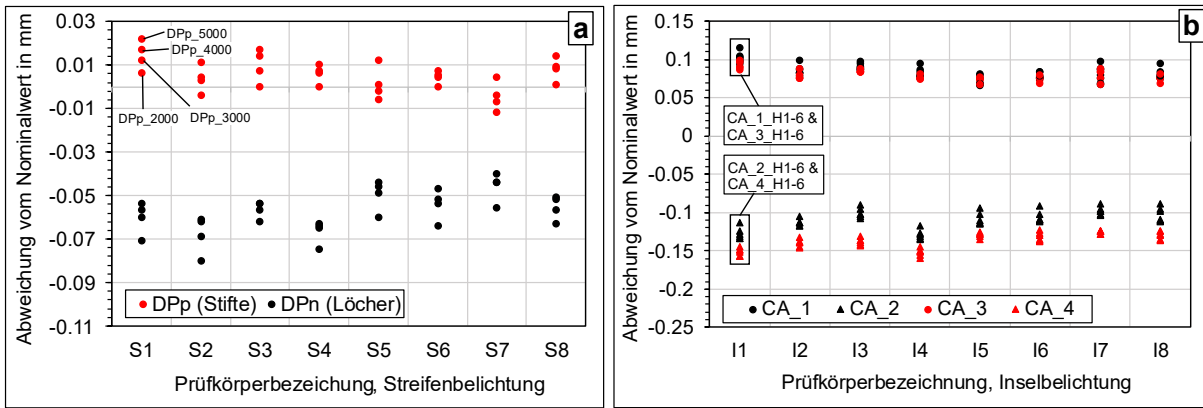 a
Abweichung vom Nominalwert in mm
0.03
0.01
-0.01
-0.03
-0.05
-0.07
-0.09
-0.11
DPp_5000
DPp_4000
DPp_2000
DPp_3000
DPp (Stifte) DPn (Löcher)
S1 S2 S3 S4 S5 S6 S7 S8
Prüfkörperbezeichung, Streifenbelichtung
b
Abweichung vom Nominalwert in mm
0.15
0.1
0.05
0
-0.05
-0.1
-0.15
-0.2
-0.25
CA_1_H1-6 &
CA_3_H1-6
CA_2_H1-6 &
CA_4_H1-6
CA_1 CA_2 CA_3 CA_4
I1 I2 I3 I4 I5 I6 I7 I8
Prüfkörperbezeichnung, Inselbelichtung